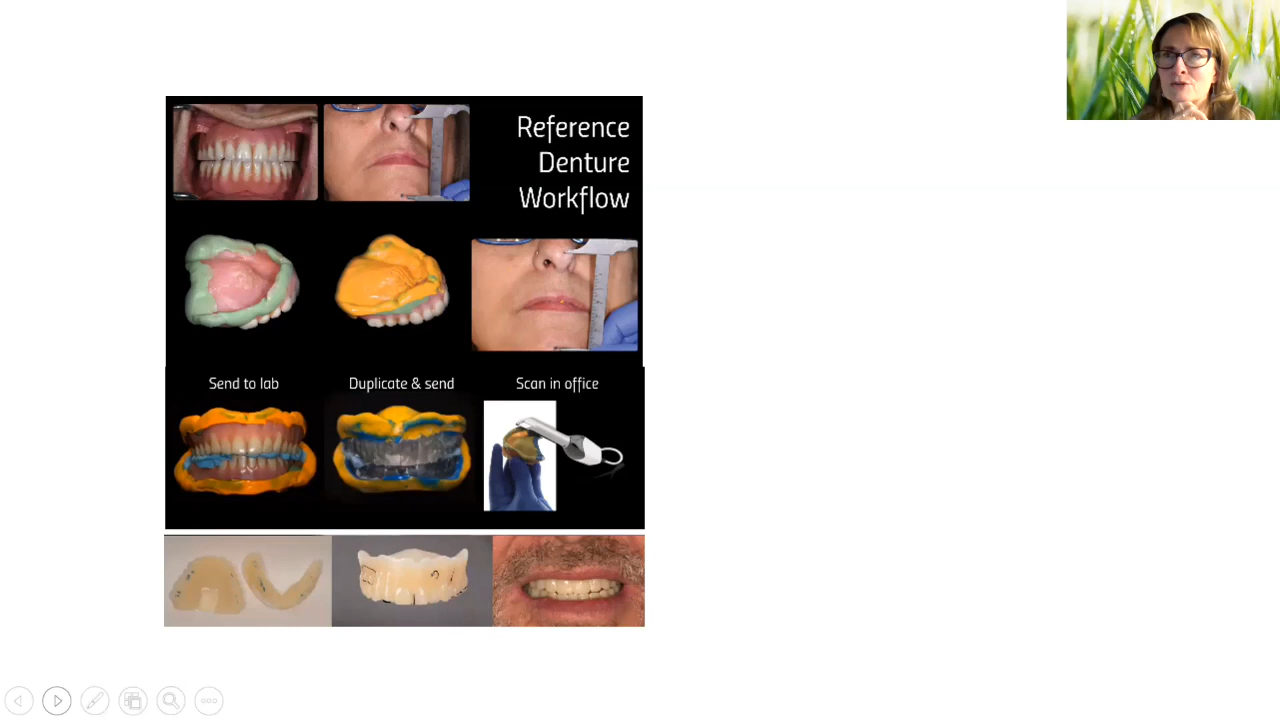 Reference
Denture
Workflow
Send to lab
Duplicate & send
Scan in office